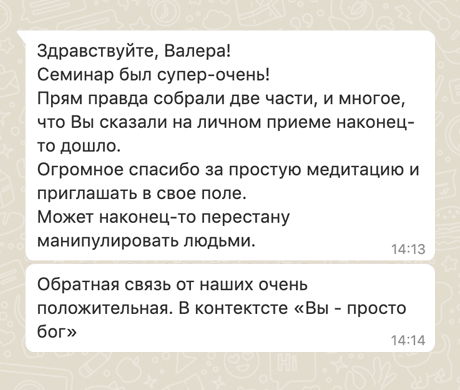 Здравствуйте, Валера!
Семинар был супер-очень!
Прям правда собрали две части, и многое,
что Вы сказали на личном приеме наконец-
то дошло.
Огромное спасибо за простую медитацию и
приглашать в свое поле.
Может наконец-то перестану
манипулировать людьми.
14:13
Обратная связь от наших очень
положительная. В контектсте «Вы - просто
бог»
14:14